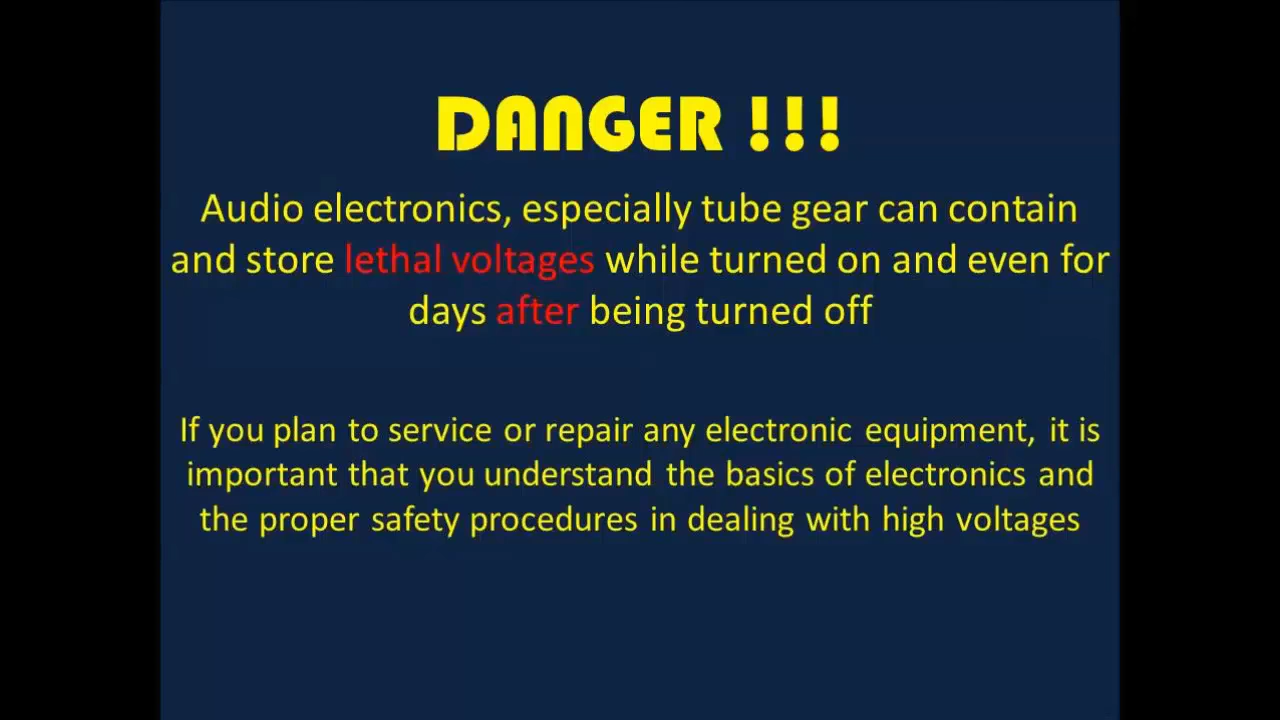 DANGER !!!
Audio electronics, especially tube gear can contain
and store lethal voltages while turned on and even for
days after being turned off
If you plan to service or repair any electronic equipment, it is
important that you understand the basics of electronics and
the proper safety procedures in dealing with high voltages